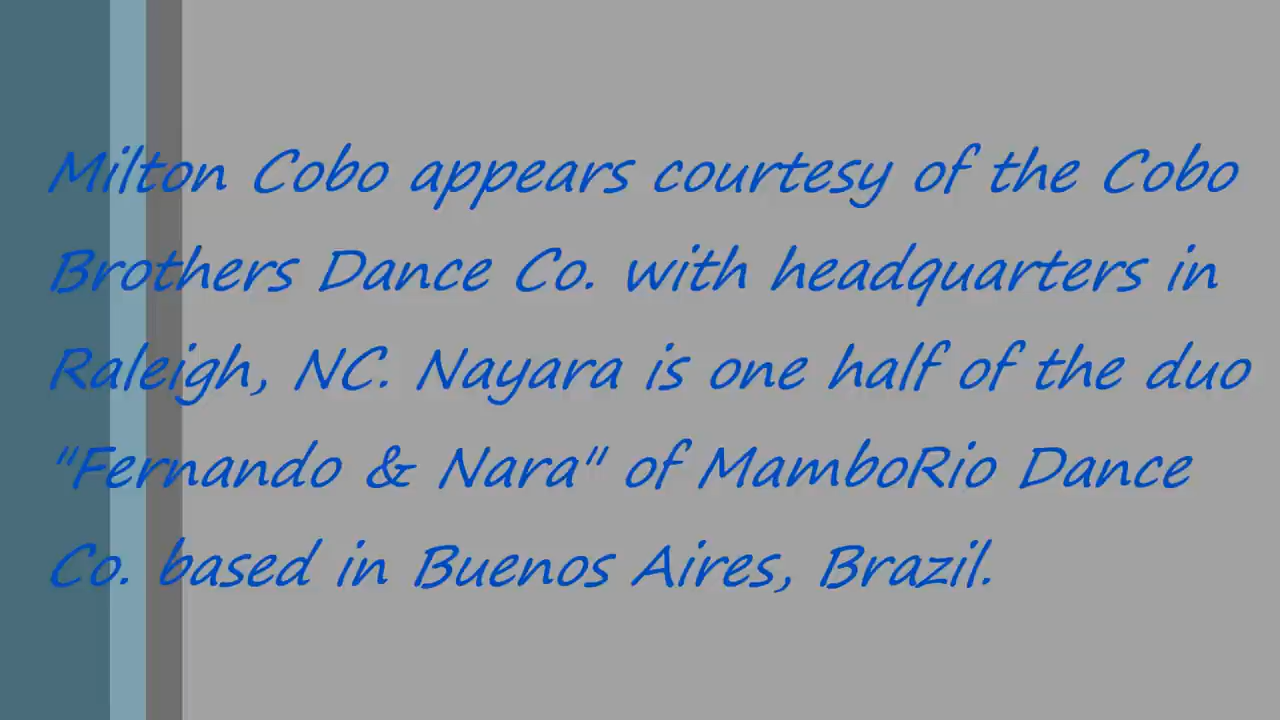 Milton Cobo appears courtesy of the Cobo
Brothers Dance Co. with headquarters in
Raleigh, NC. Nayara is one half of the duo
"Fernando & Nara" of MamboRio Dance
Co. based in Buenos Aires, Brazil.